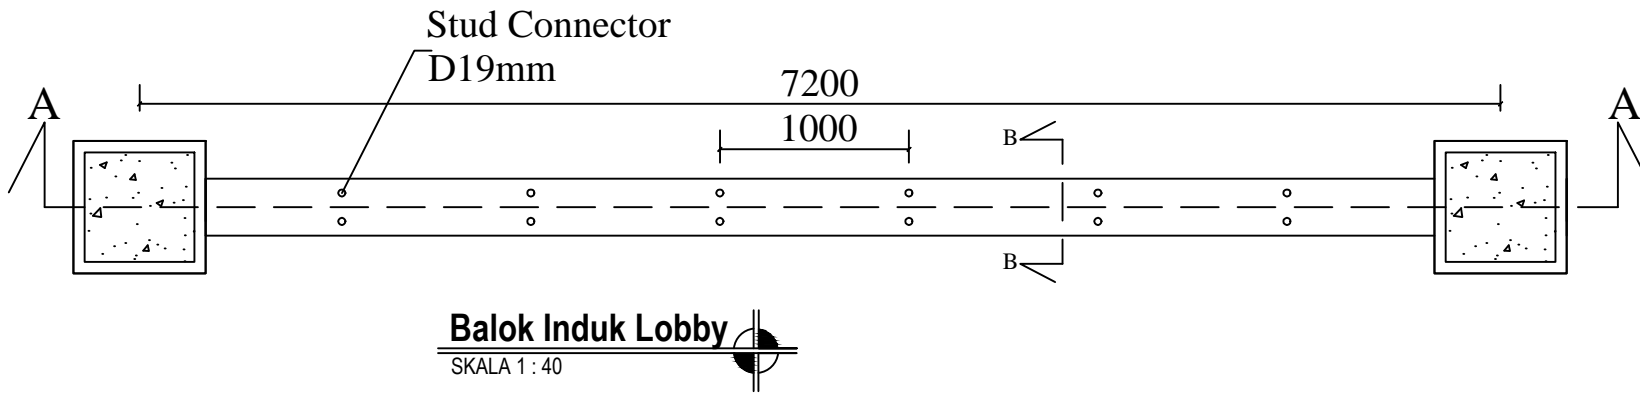 Stud Connector
D19mm
7200
A
A
1000
B
B
Balok Induk Lobby
SKALA 1 : 40